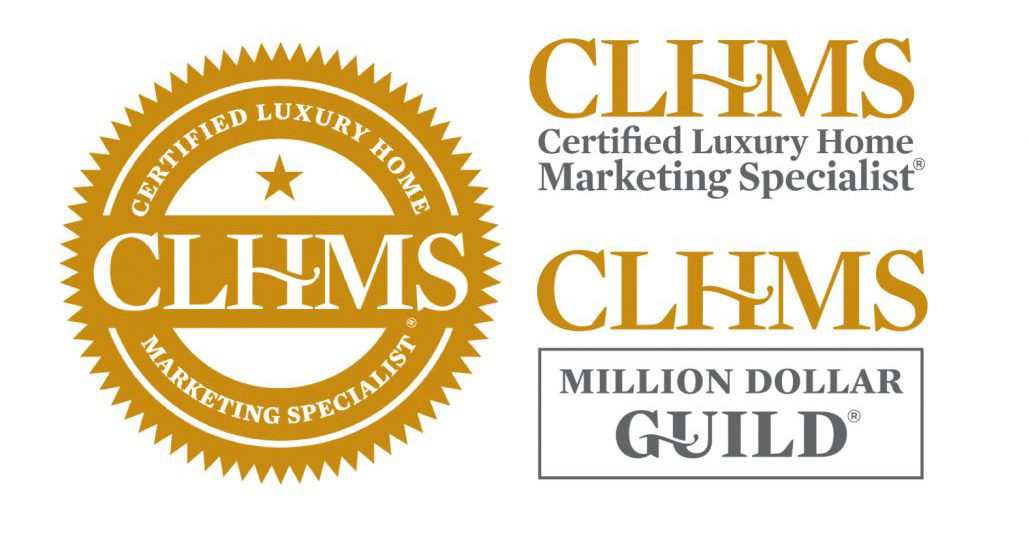 CERTIFIED LUXURY HOME
CLHMS
MARKETING SPECIALIST®
CLHMS
Certified Luxury Home
Marketing Specialist®
CLHMS
MILLION DOLLAR
GUILD®